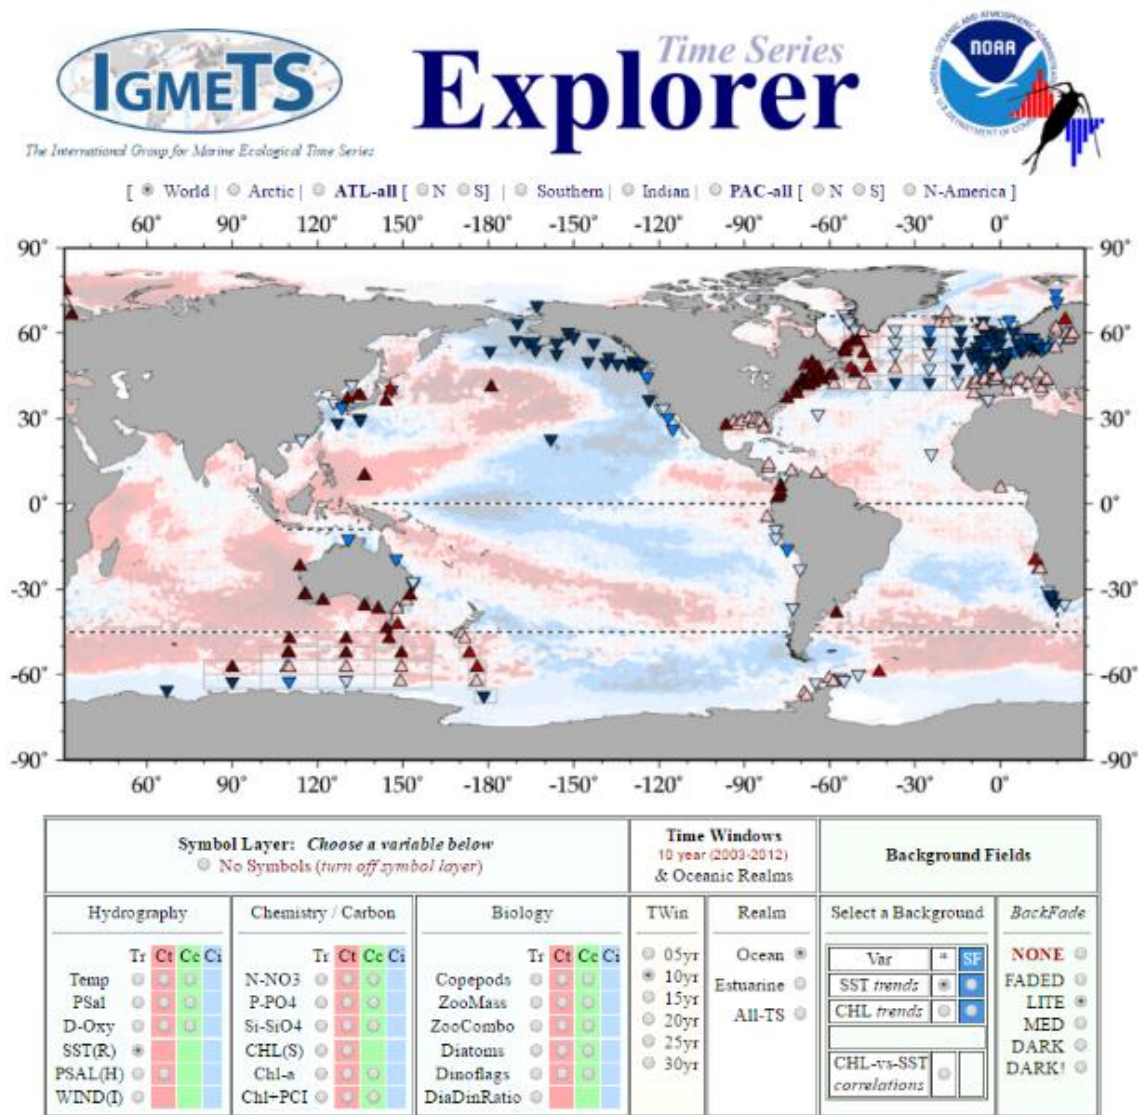 IGMETS
The International Group for Marine Ecological Time Series
Time Series
Explorer
NOAA
[ World | Arctic | ATL-all [ N S] | Southern | Indian | PAC-all [ N S] N-America ]
60° 90° 120° 150° -180° -150° -120° -90° -60° -30° 0°
90° 90°
60° 60°
30° 30°
0° 0°
-30° -30°
-60° -60°
-90° -90°
60° 90° 120° 150° -180° -150° -120° -90° -60° -30° 0°
Symbol Layer: Choose a variable below
No Symbols (turn off symbol layer)
Time Windows
10 year (2003-2012)
& Oceanic Realms
Background Fields
Hydrography
Tr Ct Cc Ci
Temp
PSal
D-Oxy
SST(R)
PSAL(H)
WIND(I)
Chemistry / Carbon
Tr Ct Cc Ci
N-NO3
P-PO4
Si-SiO4
CHL(S)
Chl-a
Chl+PCI
Biology
Tr Ct Cc Ci
Copepods
ZooMass
ZooCombo
Diatoms
Dinoflags
DiaDinRatio
TWin
05yr
10yr
15yr
20yr
25yr
30yr
Realm
Ocean
Estuarine
All-TS
Select a Background
Var * SF
SST trends
CHL trends
CHL-vs-SST
correlations
BackFade
NONE
FADED
LITE
MED
DARK
DARK!